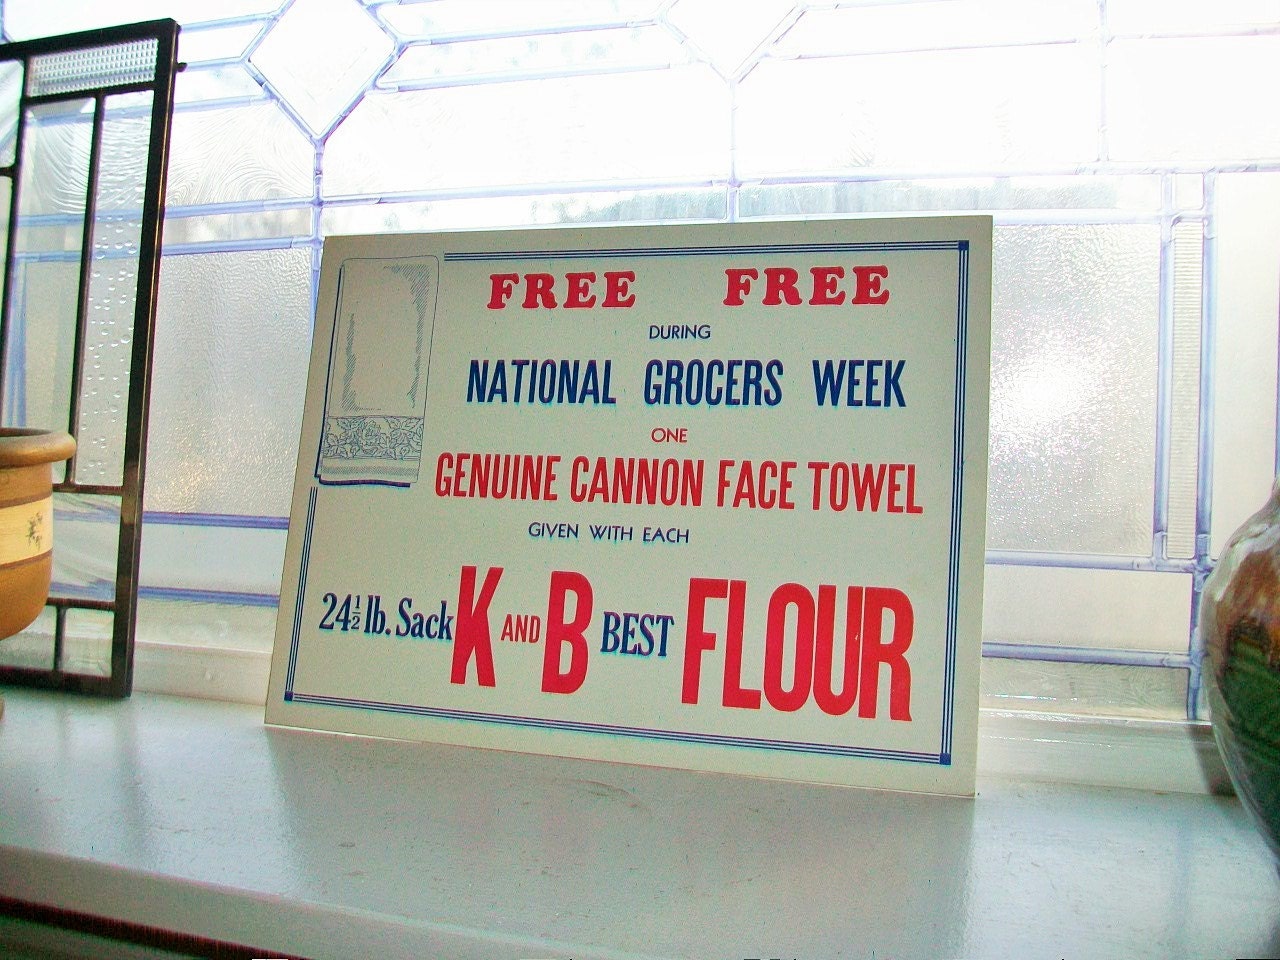 FREE FREE
DURING
NATIONAL GROCERS WEEK
ONE
GENUINE CANNON FACE TOWEL
GIVEN WITH EACH
24½ lb. Sack K AND B BEST FLOUR